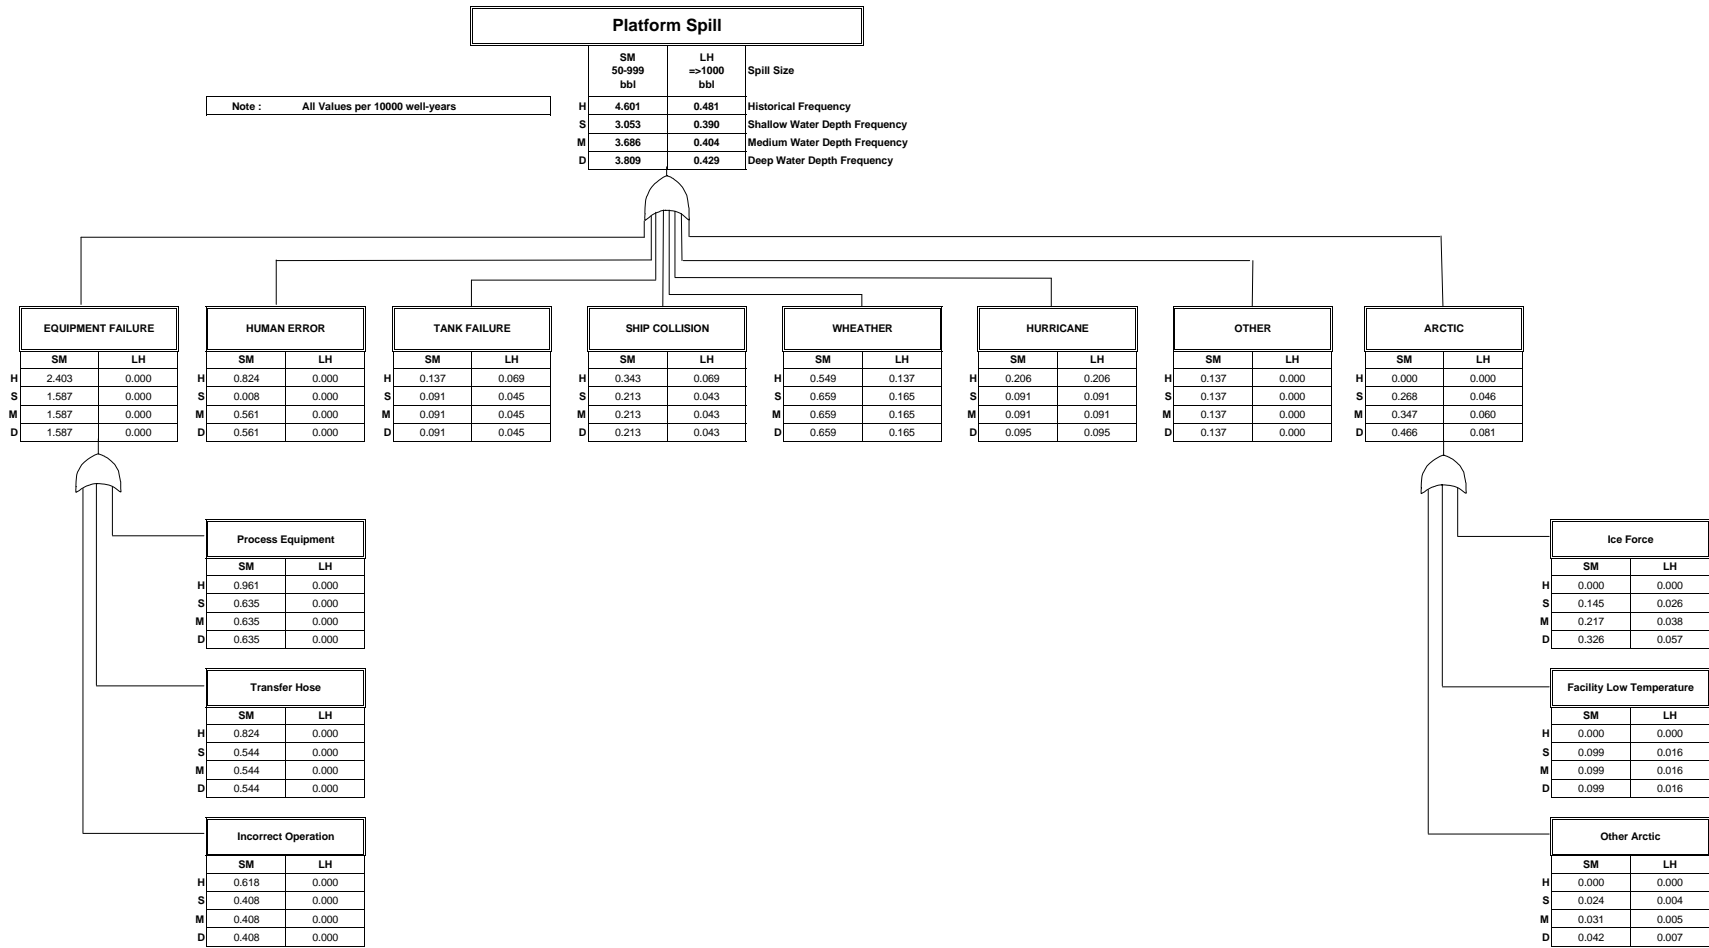 Platform Spill
SM LH
50-999 =>1000 Spill Size
bbl bbl
Note : All Values per 10000 well-years
H 4.601 0.481 Historical Frequency
S 3.053 0.390 Shallow Water Depth Frequency
M 3.686 0.404 Medium Water Depth Frequency
D 3.809 0.429 Deep Water Depth Frequency
EQUIPMENT FAILURE HUMAN ERROR TANK FAILURE SHIP COLLISION WHEATHER HURRICANE OTHER ARCTIC
SM LH SM LH SM LH SM LH SM LH SM LH SM LH SM LH
H 2.403 0.000 H 0.824 0.000 H 0.137 0.069 H 0.343 0.069 H 0.549 0.137 H 0.206 0.206 H 0.137 0.000 H 0.000 0.000
S 1.587 0.000 S 0.008 0.000 S 0.091 0.045 S 0.213 0.043 S 0.659 0.165 S 0.091 0.091 S 0.137 0.000 S 0.268 0.046
M 1.587 0.000 M 0.561 0.000 M 0.091 0.045 M 0.213 0.043 M 0.659 0.165 M 0.091 0.091 M 0.137 0.000 M 0.347 0.060
D 1.587 0.000 D 0.561 0.000 D 0.091 0.045 D 0.213 0.043 D 0.659 0.165 D 0.095 0.095 D 0.137 0.000 D 0.466 0.081
Process Equipment
SM LH
H 0.961 0.000
S 0.635 0.000
M 0.635 0.000
D 0.635 0.000
Transfer Hose
SM LH
H 0.824 0.000
S 0.544 0.000
M 0.544 0.000
D 0.544 0.000
Incorrect Operation
SM LH
H 0.618 0.000
S 0.408 0.000
M 0.408 0.000
D 0.408 0.000
Ice Force
SM LH
H 0.000 0.000
S 0.145 0.026
M 0.217 0.038
D 0.326 0.057
Facility Low Temperature
SM LH
H 0.000 0.000
S 0.099 0.016
M 0.099 0.016
D 0.099 0.016
Other Arctic
SM LH
H 0.000 0.000
S 0.024 0.004
M 0.031 0.005
D 0.042 0.007